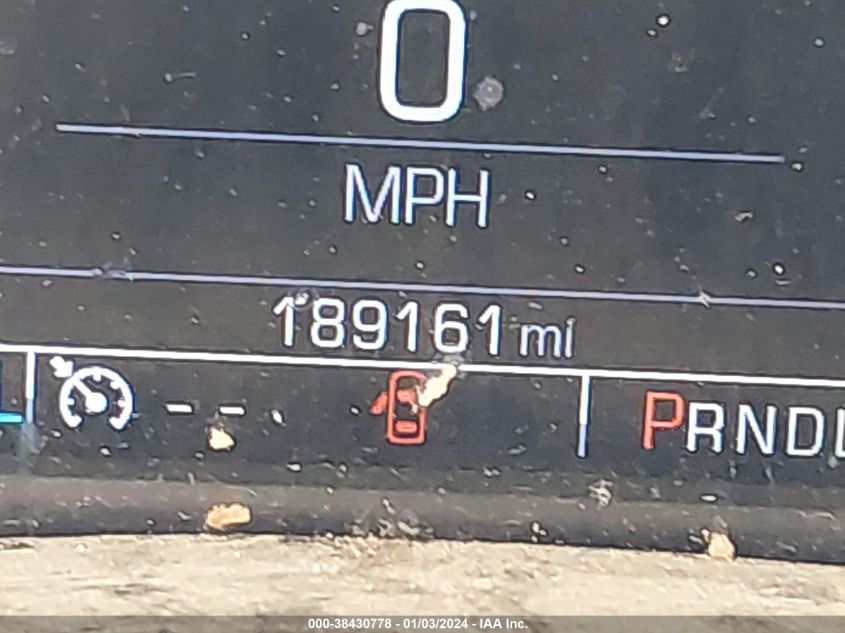 0
MPH
189161 mi
-- PRNDL
000-38430778 - 01/03/2024 - IAA Inc.